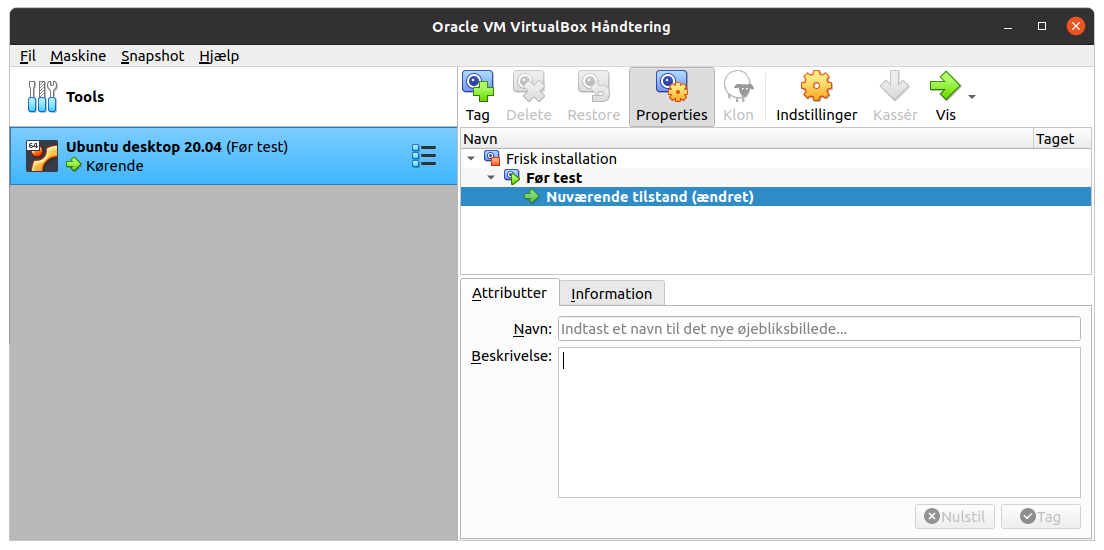 Oracle VM VirtualBox Håndtering
Fil Maskine Snapshot Hjælp
Tools
Tag Delete Restore Properties Klon Indstillinger Kassér Vis
64
Ubuntu desktop 20.04 (Før test)
Kørende
Navn Taget
Frisk installation
Før test
Nuværende tilstand (ændret)
Attributter Information
Navn: Indtast et navn til det nye øjebliksbillede...
Beskrivelse:
Nulstil Tag